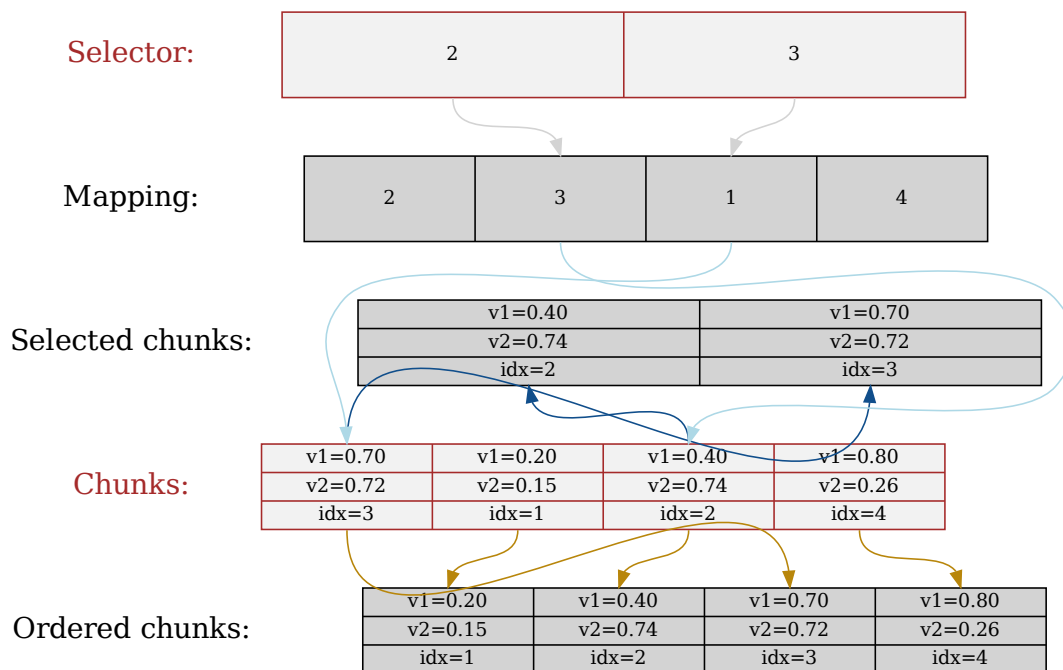 Selector:
2 3
Mapping:
2 3 1 4
Selected chunks:
v1=0.40 v1=0.70
v2=0.74 v2=0.72
idx=2 idx=3
Chunks:
v1=0.70 v1=0.20 v1=0.40 v1=0.80
v2=0.72 v2=0.15 v2=0.74 v2=0.26
idx=3 idx=1 idx=2 idx=4
Ordered chunks:
v1=0.20 v1=0.40 v1=0.70 v1=0.80
v2=0.15 v2=0.74 v2=0.72 v2=0.26
idx=1 idx=2 idx=3 idx=4